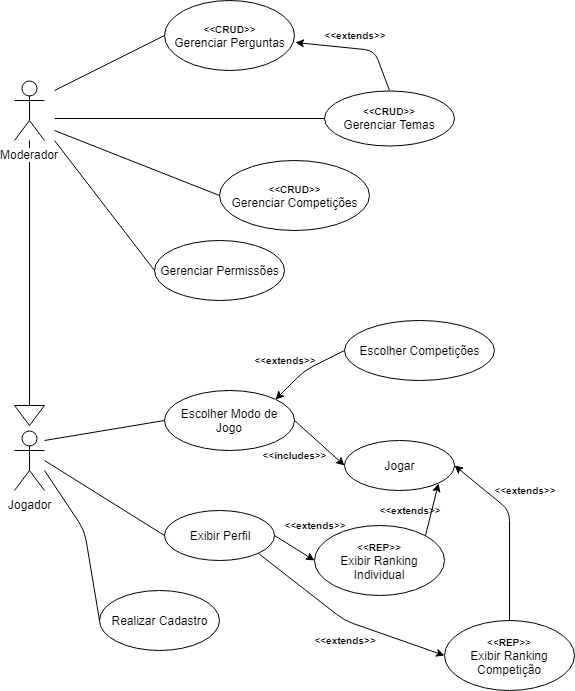 <<CRUD>>
Gerenciar Perguntas
<<extends>>
<<CRUD>>
Gerenciar Temas
Moderador
<<CRUD>>
Gerenciar Competições
Gerenciar Permissões
Escolher Competições
<<extends>>
Escolher Modo de
Jogo
<<includes>>
Jogar
Jogador
<<extends>>
<<extends>>
<<extends>>
Exibir Perfil
<<REP>>
Exibir Ranking
Individual
Realizar Cadastro
<<extends>>
<<REP>>
Exibir Ranking
Competição